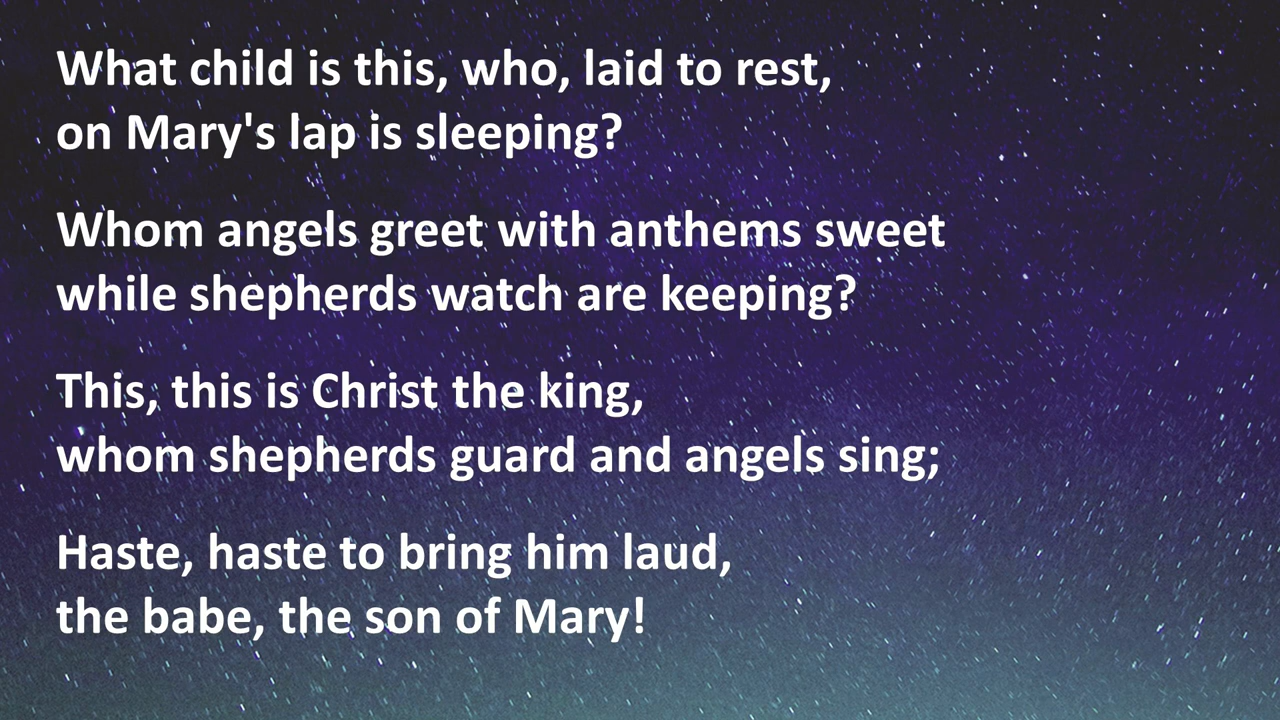 What child is this, who, laid to rest,
on Mary's lap is sleeping?
Whom angels greet with anthems sweet
while shepherds watch are keeping?
This, this is Christ the king,
whom shepherds guard and angels sing;
Haste, haste to bring him laud,
the babe, the son of Mary!